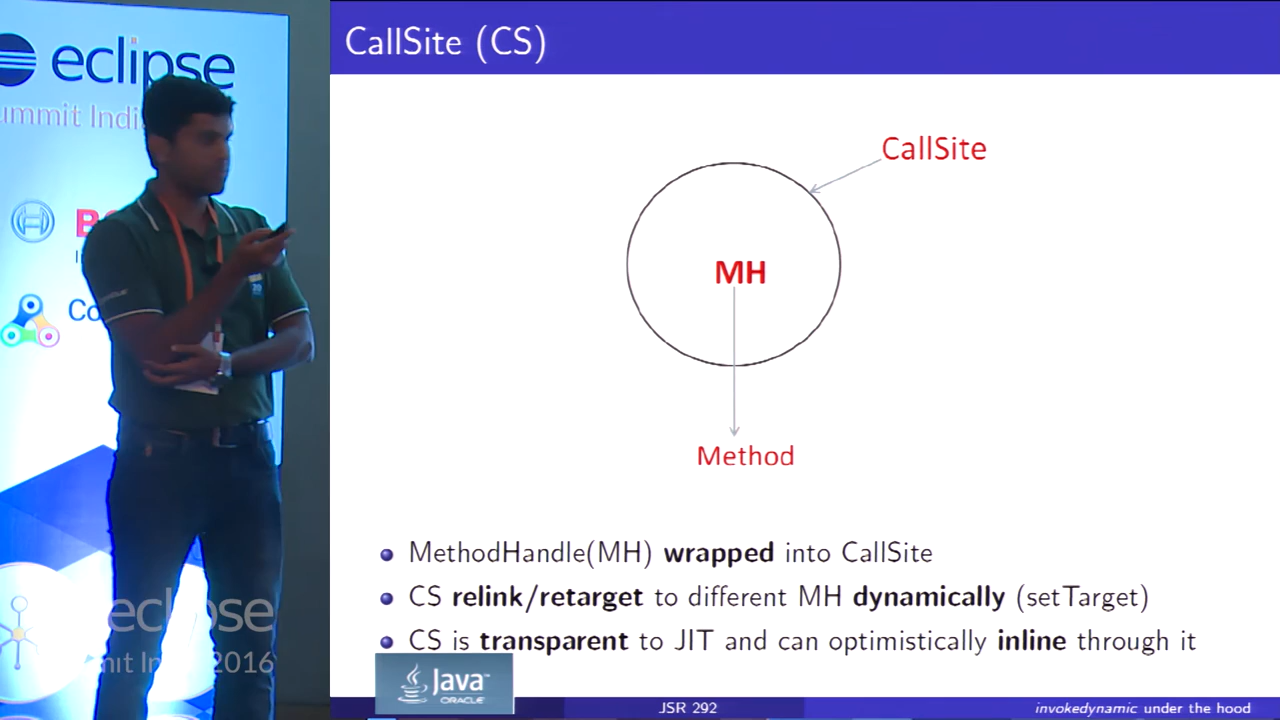 eclipse
ummit Indi
CallSite (CS)
CallSite
MH
Method
MethodHandle(MH) wrapped into CallSite
CS relink/retarget to different MH dynamically (setTarget)
CS is transparent to JIT and can optimistically inline through it
eclipse
2016
Java™
ORACLE
JSR 292
invokedynamic under the hood